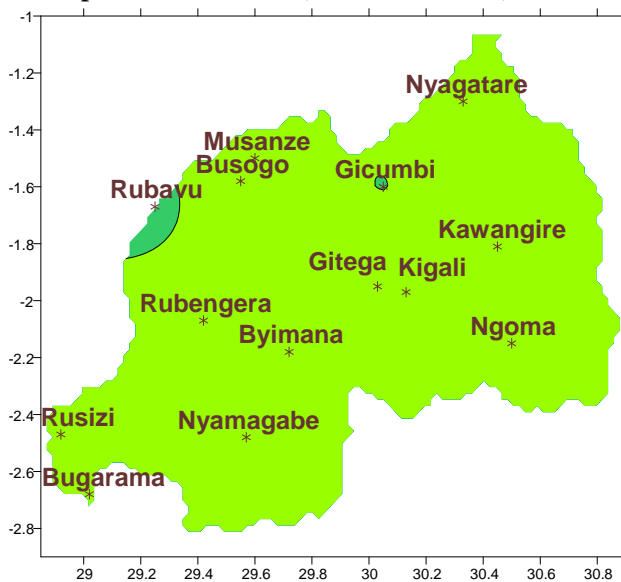 -1
-1.2
Nyagatare
-1.4
Musanze
Busogo
Gicumbi
-1.6
Rubavu
Kawangire
-1.8
Gitega
Kigali
-2
Rubengera
Byimana
Ngoma
-2.2
-2.4
Rusizi
Nyamagabe
-2.6
Bugarama
-2.8
29 29.2 29.4 29.6 29.8 30 30.2 30.4 30.6 30.8